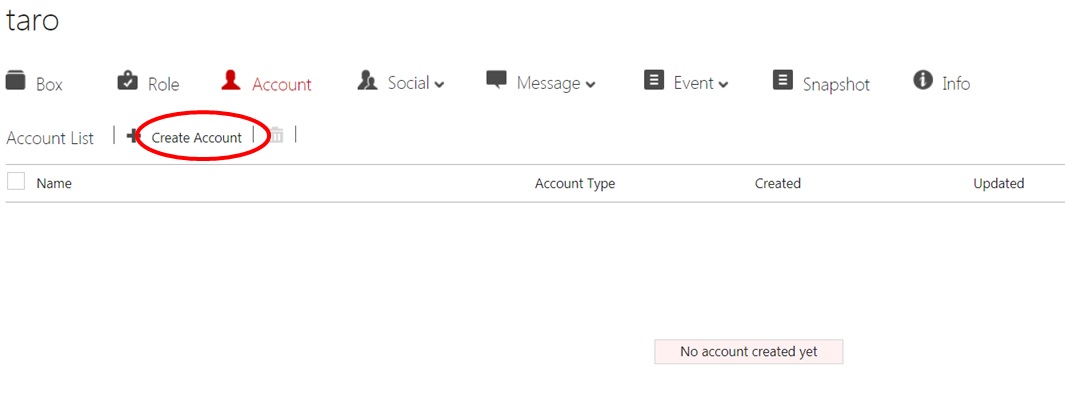 taro
Box Role Account Social Message Event Snapshot Info
Account List Create Account
Name Account Type Created Updated
No account created yet